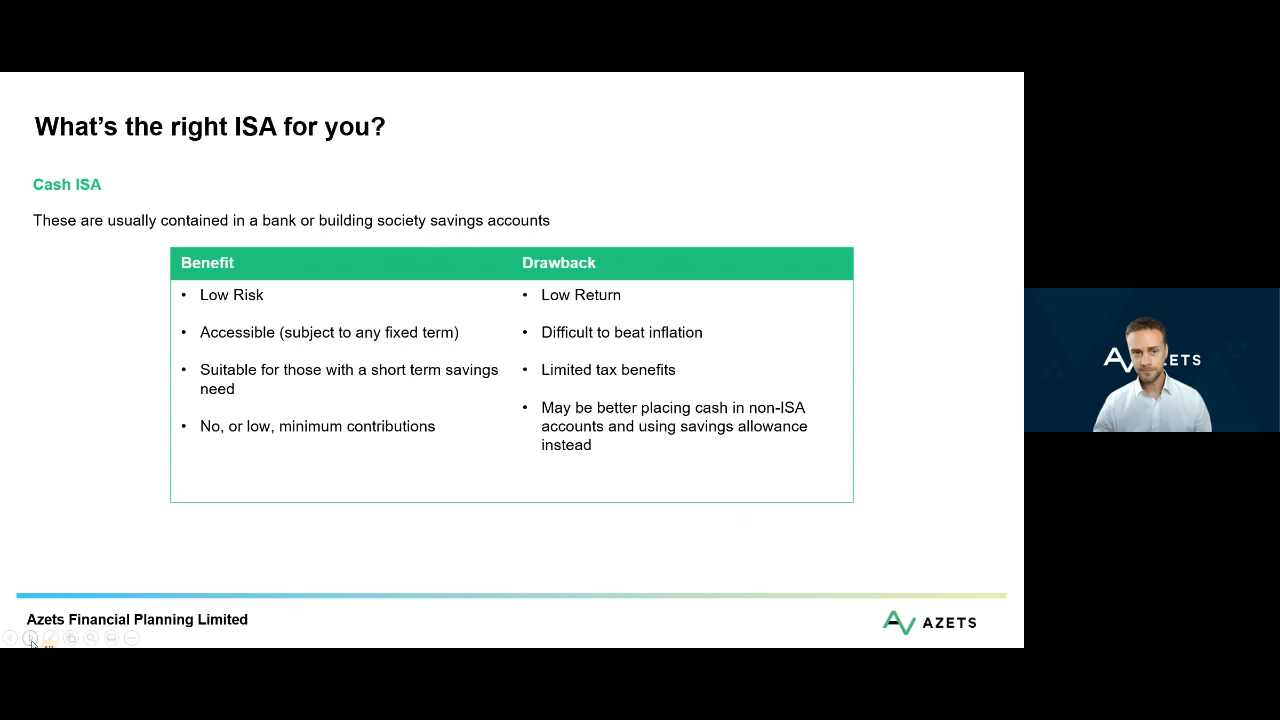 What's the right ISA for you?
Cash ISA
These are usually contained in a bank or building society savings accounts
Benefit
Drawback
• Low Risk
• Accessible (subject to any fixed term)
• Suitable for those with a short term savings
need
• No, or low, minimum contributions
• Low Return
• Difficult to beat inflation
• Limited tax benefits
• May be better placing cash in non-ISA
accounts and using savings allowance
instead
Azets Financial Planning Limited
AZETS
ETS